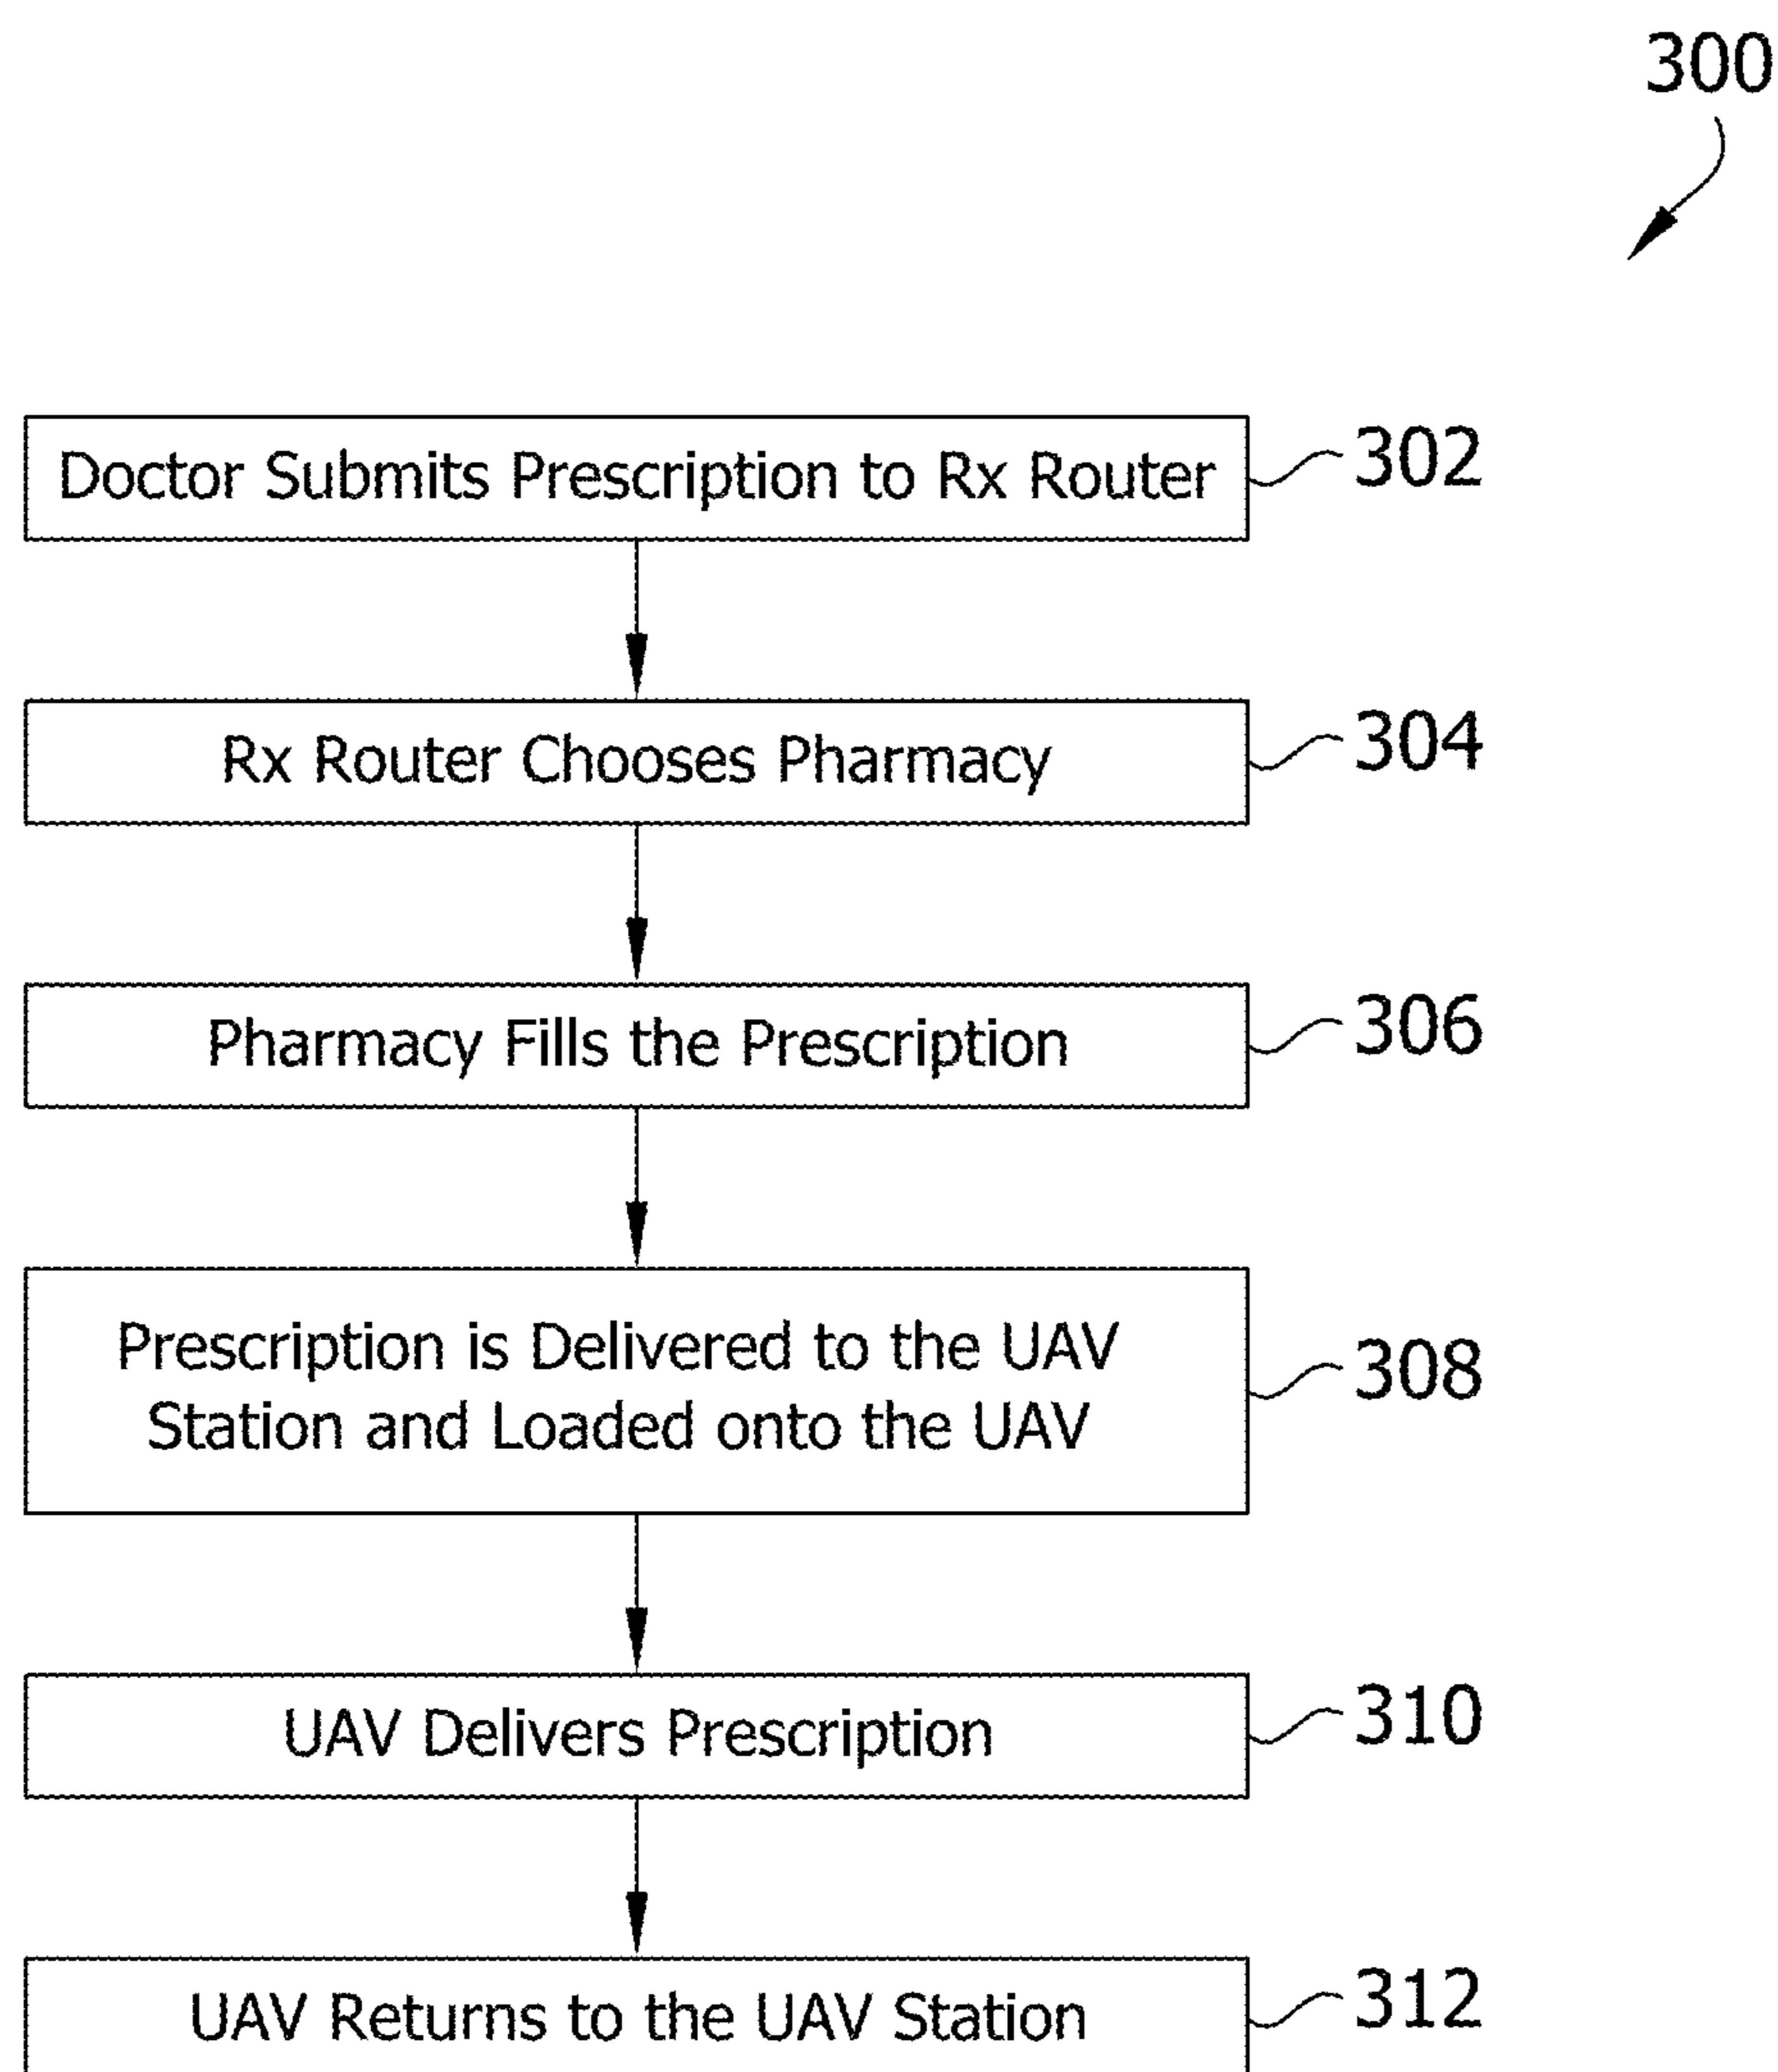 300
Doctor Submits Prescription to Rx Router
302
Rx Router Chooses Pharmacy
304
Pharmacy Fills the Prescription
306
Prescription is Delivered to the UAV
Station and Loaded onto the UAV
308
UAV Delivers Prescription
310
UAV Returns to the UAV Station
312